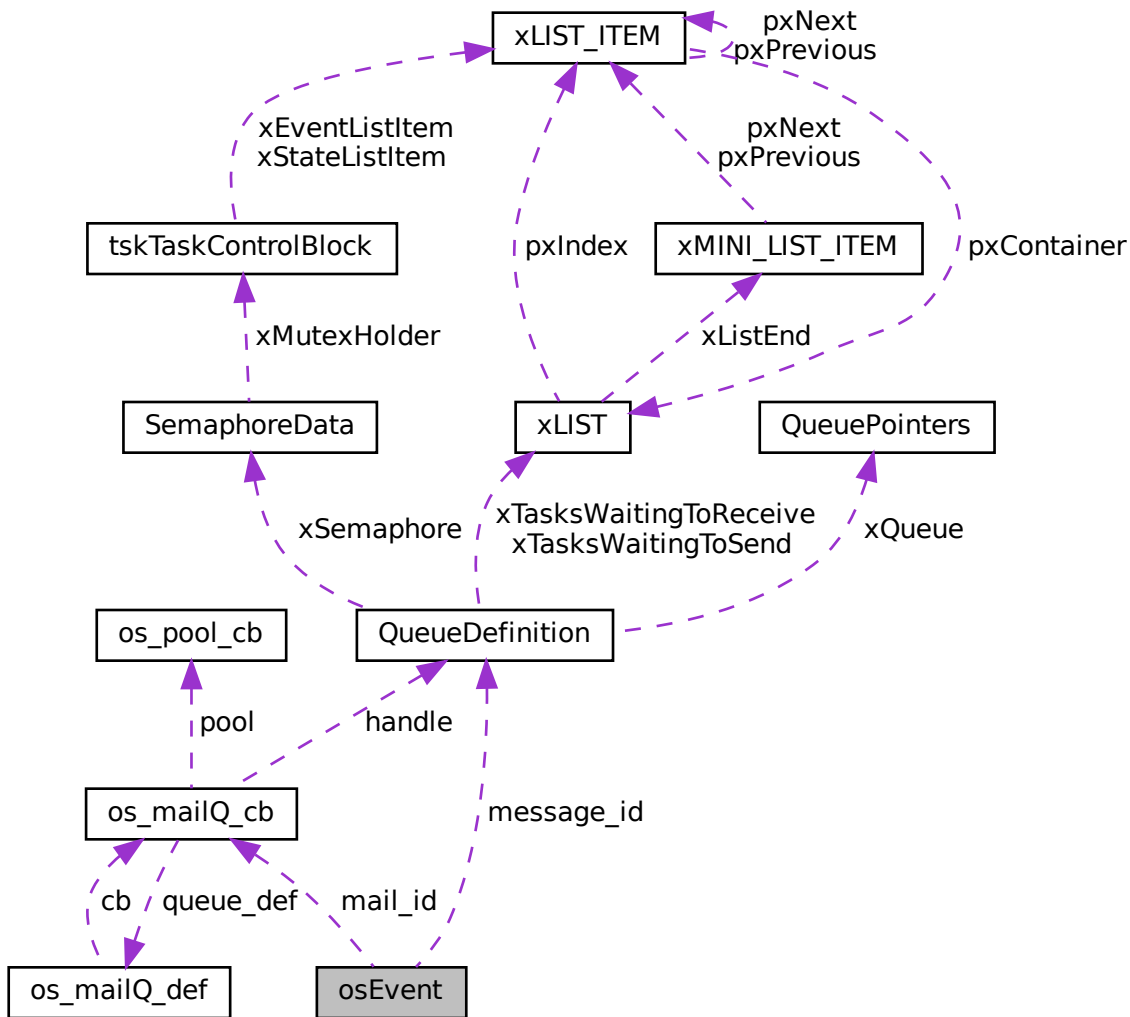 xLIST_ITEM
pxNext
pxPrevious
xEventListItem
xStateListItem
pxNext
pxPrevious
tskTaskControlBlock
pxIndex
xMINI_LIST_ITEM
pxContainer
xMutexHolder
xListEnd
SemaphoreData
xLIST
QueuePointers
xSemaphore
xTasksWaitingToReceive
xTasksWaitingToSend
xQueue
os_pool_cb
QueueDefinition
pool
handle
os_mailQ_cb
message_id
cb
queue_def
mail_id
os_mailQ_def
osEvent